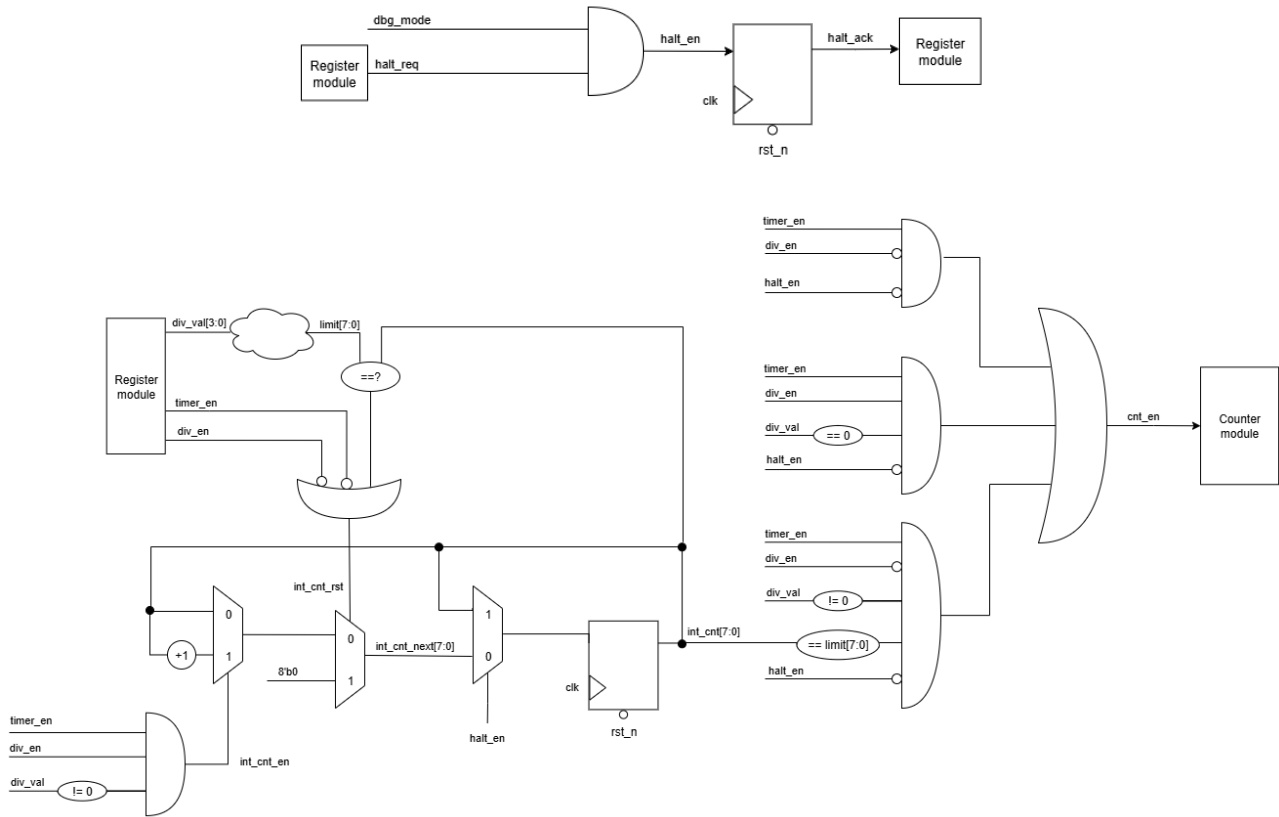 dbg_mode
Register
module
halt_req
halt_en
clk
rst_n
halt_ack
Register
module
timer_en
div_en
halt_en
Register
module
div_val[3:0]
limit[7:0]
==?
timer_en
div_en
timer_en
div_en
div_val
== 0
halt_en
cnt_en
Counter
module
timer_en
div_en
div_val
!= 0
int_cnt[7:0]
== limit[7:0]
halt_en
int_cnt_rst
0
+1
1
0
8'b0
1
int_cnt_next[7:0]
1
0
halt_en
clk
rst_n
timer_en
div_en
div_val
!= 0
int_cnt_en